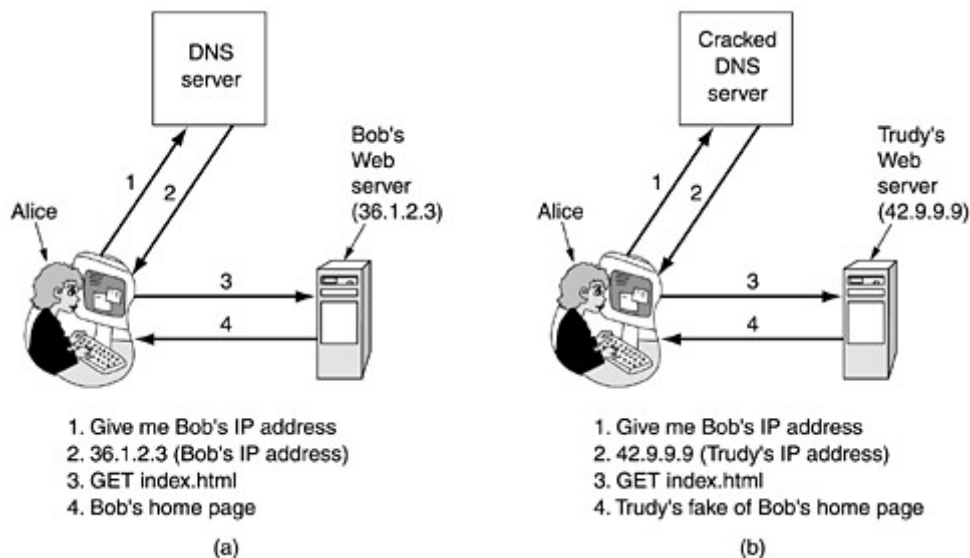 DNS
server
1
2
Alice
Bob's
Web
server
(36.1.2.3)
3
4
1. Give me Bob's IP address
2. 36.1.2.3 (Bob's IP address)
3. GET index.html
4. Bob's home page
(a)
Cracked
DNS
server
1
2
Alice
Trudy's
Web
server
(42.9.9.9)
3
4
1. Give me Bob's IP address
2. 42.9.9.9 (Trudy's IP address)
3. GET index.html
4. Trudy's fake of Bob's home page
(b)